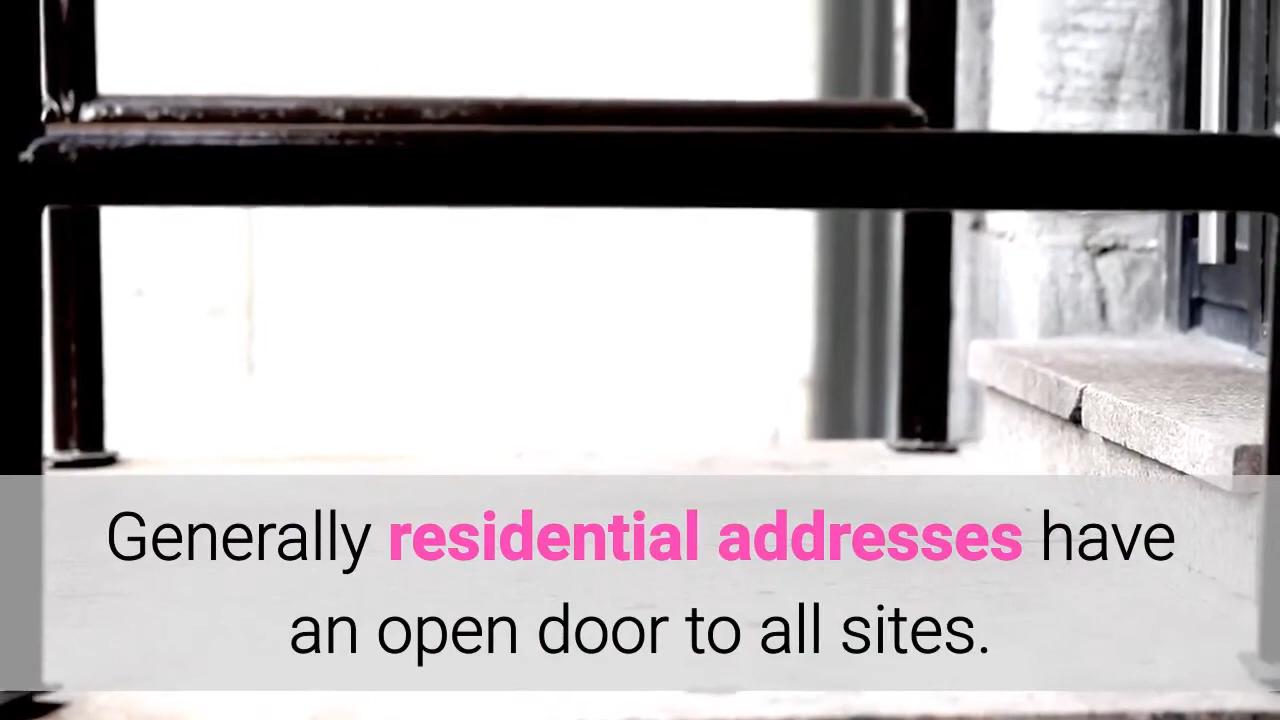 Generally residential addresses have
an open door to all sites.